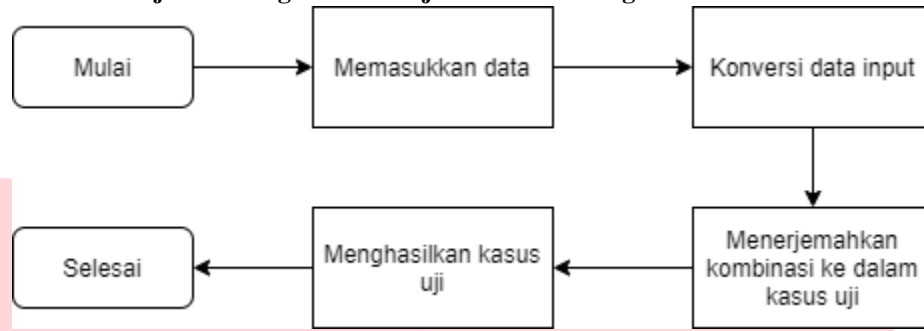 Mulai
Memasukkan data
Konversi data input
Menerjemahkan
kombinasi ke dalam
kasus uji
Menghasilkan kasus
uji
Selesai